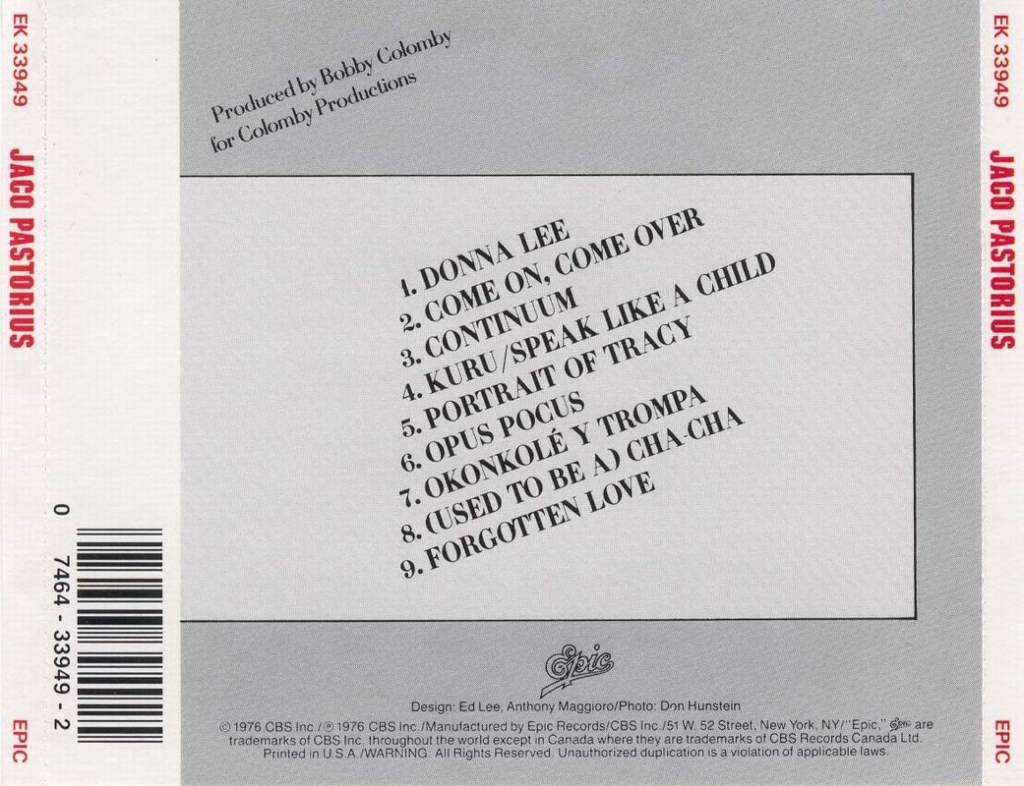 EK 33949
JACO PASTORIUS
EPIC
Produced by Bobby Colomby
for Colomby Productions
1. DONNA LEE
2. COME ON, COME OVER
3. CONTINUUM
4. KURU/SPEAK LIKE A CHILD
5. PORTRAIT OF TRACY
6. OPUS POCUS
7. OKONKOLÉ Y TROMPA
8. (USED TO BE A) CHA-CHA
9. FORGOTTEN LOVE
0 7464-33949-2
Epic
Design: Ed Lee, Anthony Maggioro/Photo: Don Hunstein
© 1976 CBS Inc./℗ 1976 CBS Inc./Manufactured by Epic Records/CBS Inc./51 W. 52 Street, New York, NY/"Epic," Epic are
trademarks of CBS Inc. throughout the world except in Canada where they are trademarks of CBS Records Canada Ltd.
Printed in U.S.A./WARNING: All Rights Reserved. Unauthorized duplication is a violation of applicable laws.
EK 33949
JACO PASTORIUS
EPIC